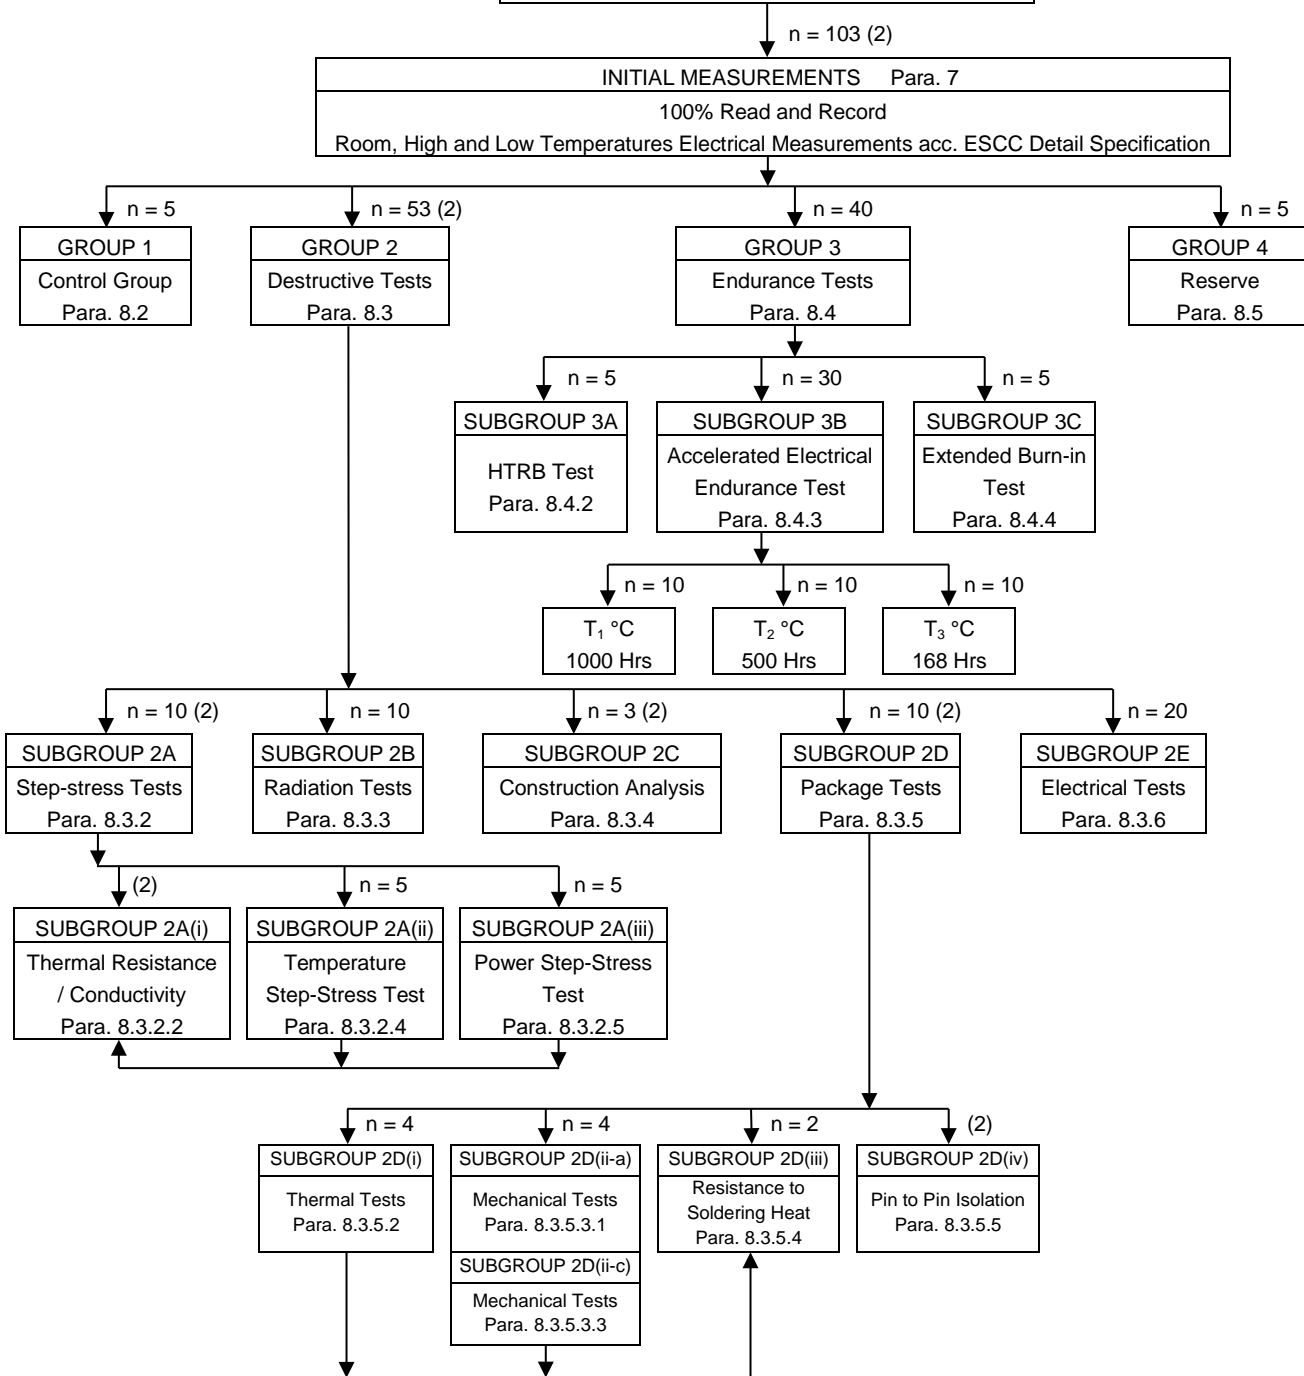 n = 103 (2)
INITIAL MEASUREMENTS Para. 7
100% Read and Record
Room, High and Low Temperatures Electrical Measurements acc. ESCC Detail Specification
n = 5
n = 53 (2)
n = 40
n = 5
GROUP 1
Control Group
Para. 8.2
GROUP 2
Destructive Tests
Para. 8.3
GROUP 3
Endurance Tests
Para. 8.4
GROUP 4
Reserve
Para. 8.5
n = 5
n = 30
n = 5
SUBGROUP 3A
HTRB Test
Para. 8.4.2
SUBGROUP 3B
Accelerated Electrical
Endurance Test
Para. 8.4.3
SUBGROUP 3C
Extended Burn-in
Test
Para. 8.4.4
n = 10
n = 10
n = 10
T₁ °C
1000 Hrs
T₂ °C
500 Hrs
T₃ °C
168 Hrs
n = 10 (2)
n = 10
n = 3 (2)
n = 10 (2)
n = 20
SUBGROUP 2A
Step-stress Tests
Para. 8.3.2
SUBGROUP 2B
Radiation Tests
Para. 8.3.3
SUBGROUP 2C
Construction Analysis
Para. 8.3.4
SUBGROUP 2D
Package Tests
Para. 8.3.5
SUBGROUP 2E
Electrical Tests
Para. 8.3.6
(2)
n = 5
n = 5
SUBGROUP 2A(i)
Thermal Resistance
/ Conductivity
Para. 8.3.2.2
SUBGROUP 2A(ii)
Temperature
Step-Stress Test
Para. 8.3.2.4
SUBGROUP 2A(iii)
Power Step-Stress
Test
Para. 8.3.2.5
n = 4
n = 4
n = 2
(2)
SUBGROUP 2D(i)
Thermal Tests
Para. 8.3.5.2
SUBGROUP 2D(ii-a)
Mechanical Tests
Para. 8.3.5.3.1
SUBGROUP 2D(ii-c)
Mechanical Tests
Para. 8.3.5.3.3
SUBGROUP 2D(iii)
Resistance to
Soldering Heat
Para. 8.3.5.4
SUBGROUP 2D(iv)
Pin to Pin Isolation
Para. 8.3.5.5